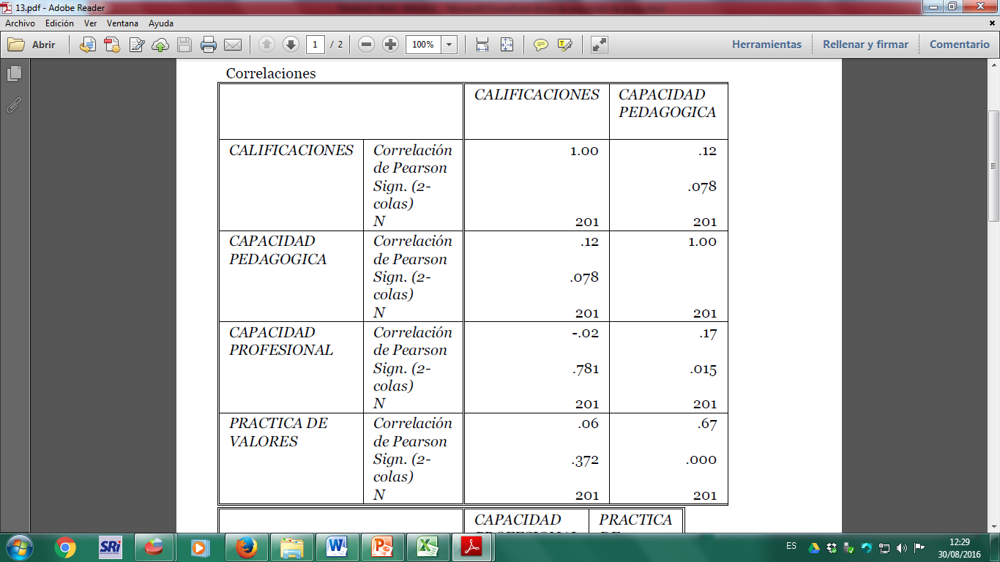 13.pdf - Adobe Reader
Archivo Edición Ver Ventana Ayuda
Abrir 1 / 2 100% Herramientas Rellenar y firmar Comentario
Correlaciones
CALIFICACIONES CAPACIDAD
PEDAGOGICA
CALIFICACIONES Correlación 1.00 .12
de Pearson
Sign. (2- .078
colas)
N 201 201
CAPACIDAD Correlación .12 1.00
PEDAGOGICA de Pearson
Sign. (2- .078
colas)
N 201 201
CAPACIDAD Correlación -.02 .17
PROFESIONAL de Pearson
Sign. (2- .781 .015
colas)
N 201 201
PRACTICA DE Correlación .06 .67
VALORES de Pearson
Sign. (2- .372 .000
colas)
N 201 201
CAPACIDAD PRACTICA
SRi ES 12:29
30/08/2016